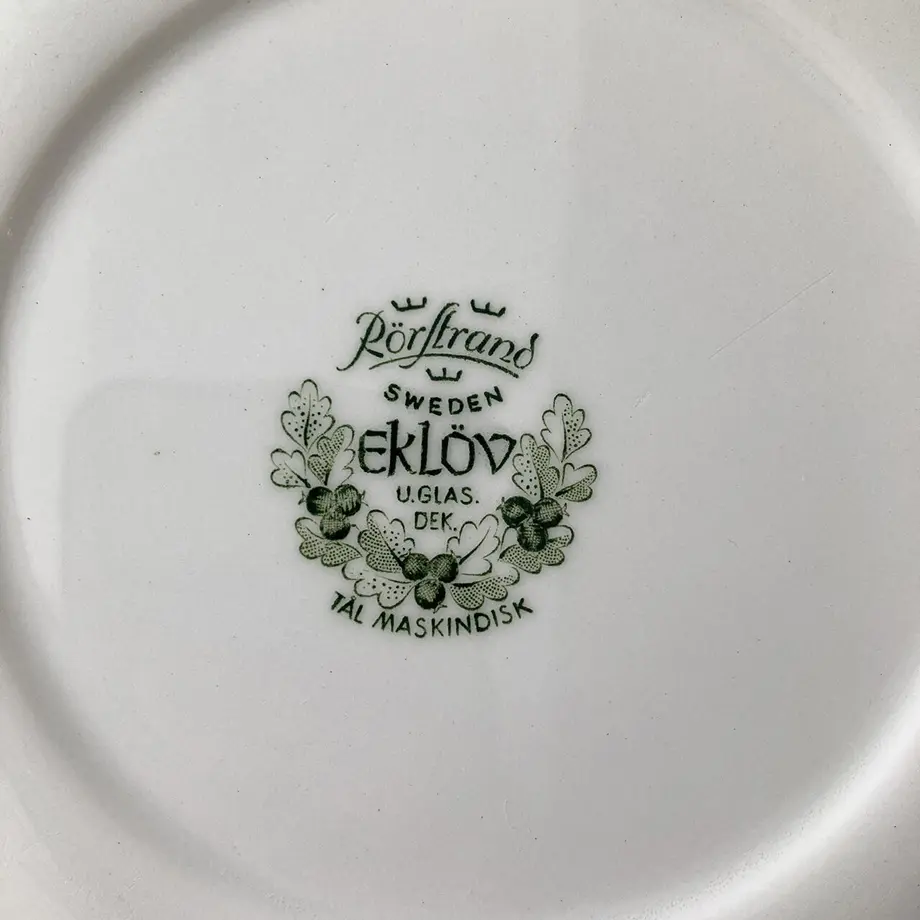 Rörstrand
SWEDEN
EKLÖV
U.GLAS.
DEK.
TÅL MASKINDISK